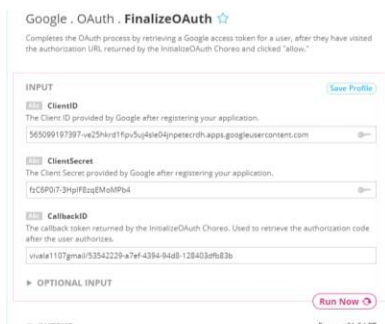 Google . OAuth . FinalizeOAuth
Completes the OAuth process by retrieving a Google access token for a user, after they have visited
the authorization URL returned by the InitializeOAuth Choreo and clicked "allow."
INPUT
Save Profile
ClientID
The Client ID provided by Google after registering your application.
565099197397-ve25hkrd1fipv5uj4sle04jnpetecrdh.apps.googleusercontent.com
ClientSecret
The Client Secret provided by Google after registering your application.
fzC6P0i7-3HplF8zqEMoMPb4
CallbackID
The callback token returned by the InitializeOAuth Choreo. Used to retrieve the authorization code
after the user authorizes.
vivala1107gmail/53542229-a7ef-4394-94d8-128403dfb83b
OPTIONAL INPUT
Run Now